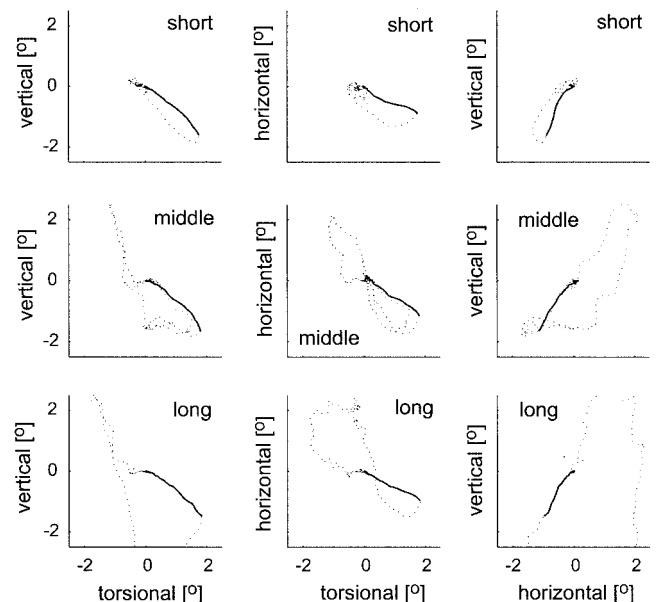 short
short
short
vertical [º]
2
0
-2
horizontal [º]
vertical [º]
middle
middle
middle
vertical [º]
2
0
-2
horizontal [º]
vertical [º]
long
long
long
vertical [º]
2
0
-2
horizontal [º]
vertical [º]
-2 0 2
-2 0 2
-2 0 2
torsional [º]
torsional [º]
horizontal [º]